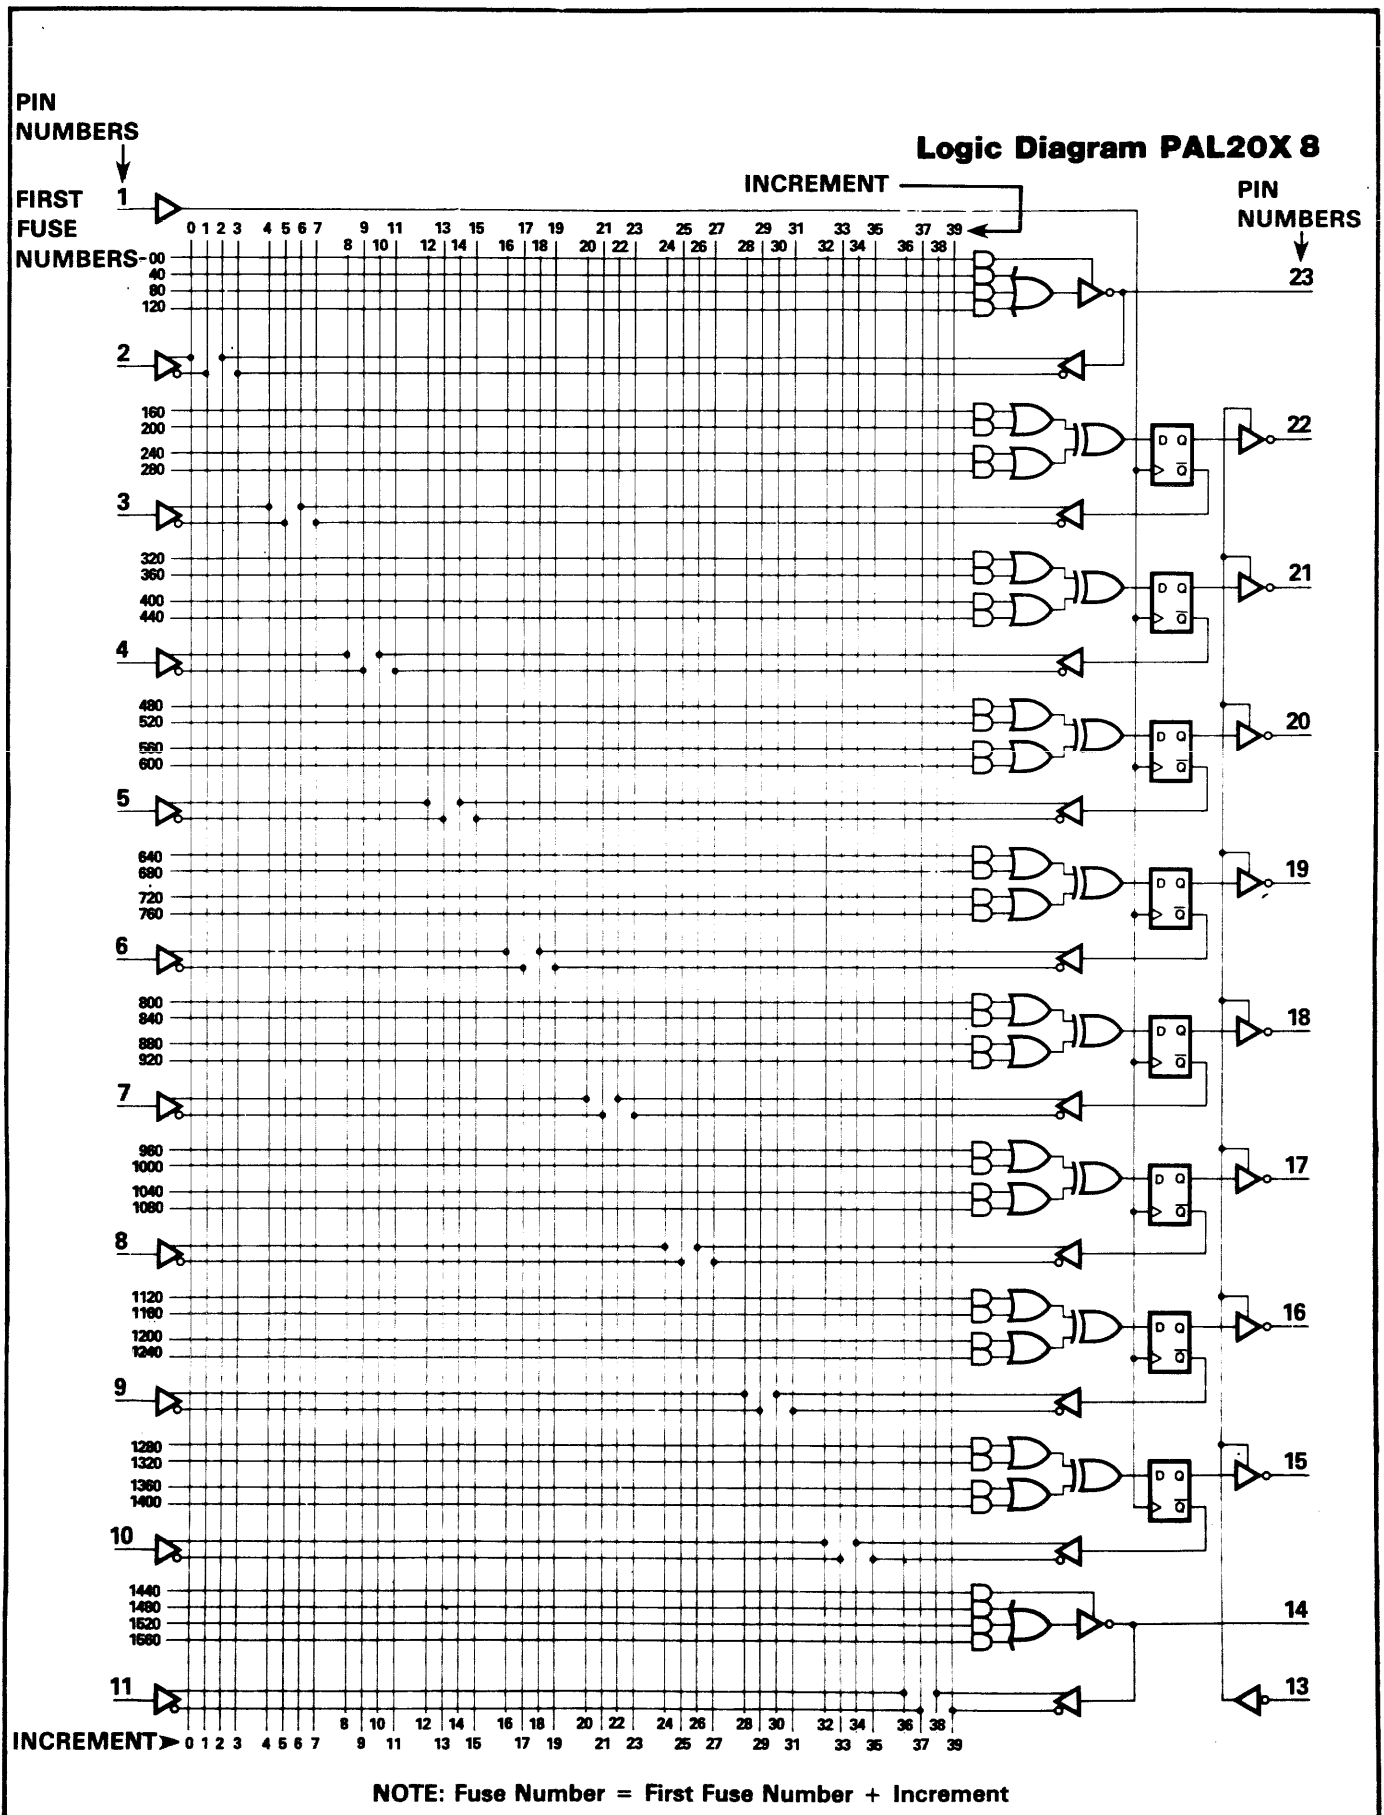 PIN
NUMBERS
Logic Diagram PAL20X 8
INCREMENT
PIN
NUMBERS
FIRST
FUSE
NUMBERS
1
0 1 2 3 4 5 6 7 9 11 13 15 17 19 21 23 25 27 29 31 33 35 37 39
8 10 12 14 16 18 20 22 24 26 28 30 32 34 36 38
00
40
80
120
23
2
160
200
240
280
22
3
320
360
400
440
21
4
480
520
560
600
20
5
640
680
720
760
19
6
800
840
880
920
18
7
960
1000
1040
1080
17
8
1120
1160
1200
1240
16
9
1280
1320
1360
1400
15
10
1440
1480
1520
1560
14
11
13
D Q
Q
D Q
Q
D Q
Q
D Q
Q
D Q
Q
D Q
Q
D Q
Q
D Q
Q
8 10 12 14 16 18 20 22 24 26 28 30 32 34 36 38
INCREMENT
0 1 2 3 4 5 6 7 9 11 13 15 17 19 21 23 25 27 29 31 33 35 37 39
NOTE: Fuse Number = First Fuse Number + Increment